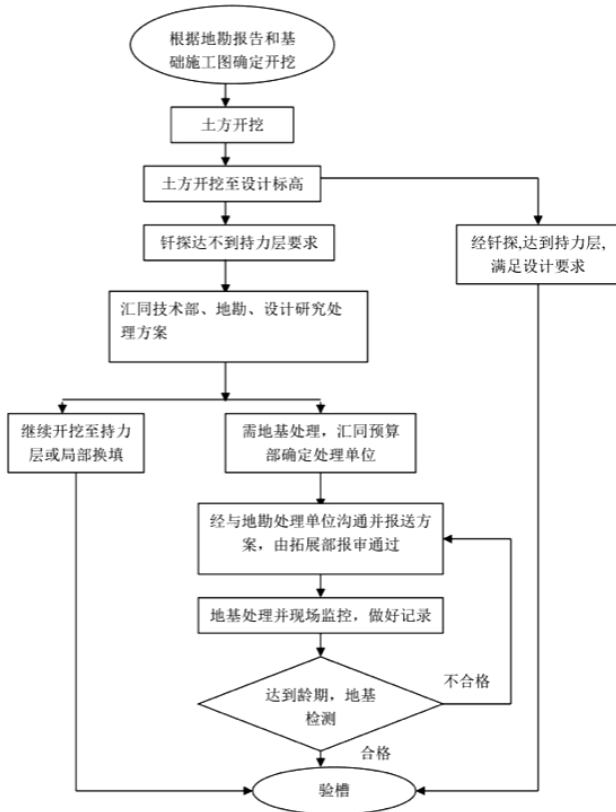 根据地勘报告和基
础施工图确定开挖
土方开挖
土方开挖至设计标高
钎探达不到持力层要求
经钎探,达到持力层,
满足设计要求
汇同技术部、地勘、设计研究处
理方案
继续开挖至持力
层或局部换填
需地基处理，汇同预算
部确定处理单位
经与地勘处理单位沟通并报送方
案，由拓展部报审通过
地基处理并现场监控，做好记录
达到龄期，地基
检测
不合格
合格
验槽